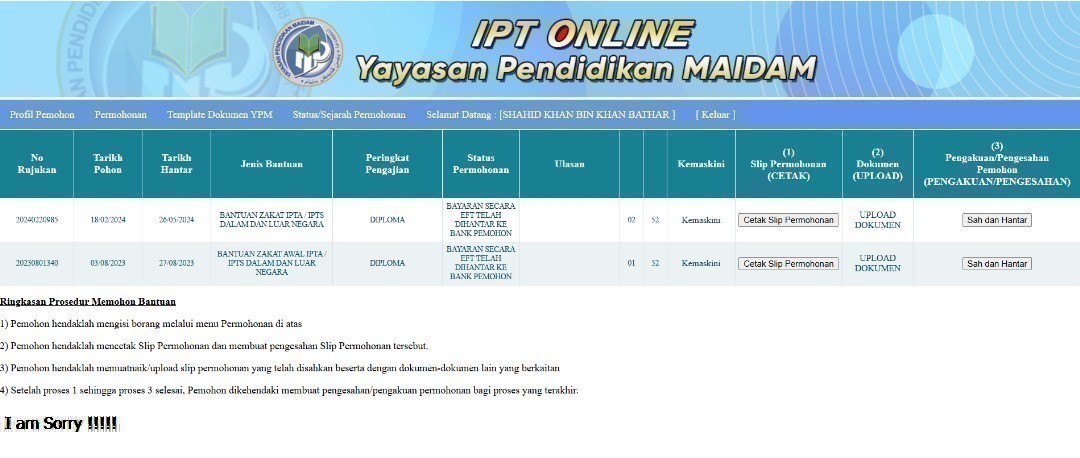 IPT ONLINE
Yayasan Pendidikan MAIDAM
Profil Pemohon Permohonan Template Dokumen YPM Status/Sejarah Permohonan Selamat Datang : [SHAHID KHAN BIN KHAN BATHAR ] [ Keluar ]
No Rujukan Tarikh Pohon Tarikh Hantar Jenis Bantuan Peringkat Pengajian Status Permohonan Ulasan Kemaskini (1) Slip Permohonan (CETAK) (2) Dokumen (UPLOAD) (3) Pengakuan/Pengesahan Pemohon (PENGAKUAN/PENGESAHAN)
20240220985 18/02/2024 26/05/2024 BANTUAN ZAKAT IPTA / IPTS DALAM DAN LUAR NEGARA DIPLOMA BAYARAN SECARA EFT TELAH DIHANTAR KE BANK PEMOHON 02 52 Kemaskini Cetak Slip Permohonan UPLOAD DOKUMEN Sah dan Hantar
20230801340 03/08/2023 27/08/2023 BANTUAN ZAKAT AWAL IPTA / IPTS DALAM DAN LUAR NEGARA DIPLOMA BAYARAN SECARA EFT TELAH DIHANTAR KE BANK PEMOHON 01 52 Kemaskini Cetak Slip Permohonan UPLOAD DOKUMEN Sah dan Hantar
Ringkasan Prosedur Memohon Bantuan
1) Pemohon hendaklah mengisi borang melalui menu Permohonan di atas
2) Pemohon hendaklah mencetak Slip Permohonan dan membuat pengesahan Slip Permohonan tersebut.
3) Pemohon hendaklah memuatnaik/upload slip permohonan yang telah disahkan beserta dengan dokumen-dokumen lain yang berkaitan
4) Setelah proses 1 sehingga proses 3 selesai, Pemohon dikehendaki membuat pengesahan/pengakuan permohonan bagi proses yang terakhir.
I am Sorry !!!!!